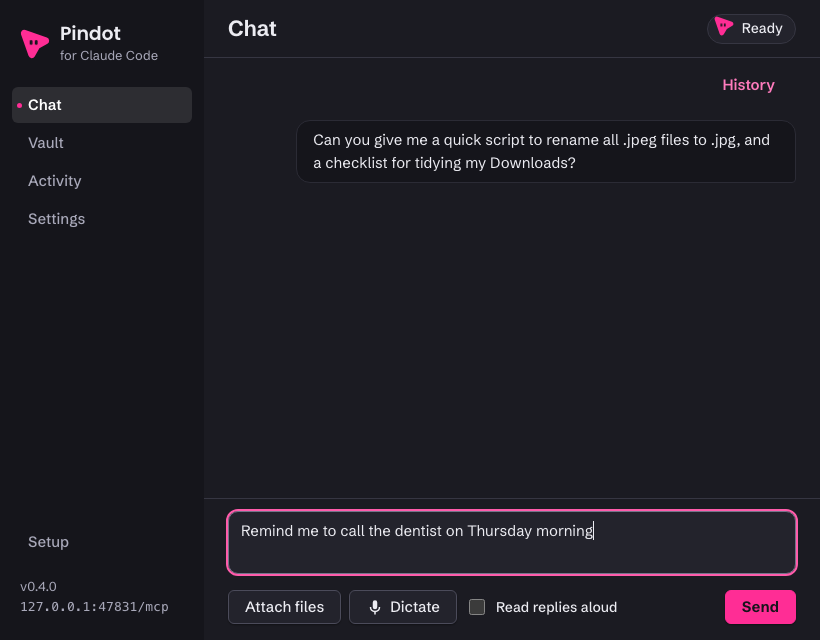 Pindot
for Claude Code
Chat
Vault
Activity
Settings
Setup
v0.4.0
127.0.0.1:47831/mcp
Chat
Ready
History
Can you give me a quick script to rename all .jpeg files to .jpg, and
a checklist for tidying my Downloads?
Remind me to call the dentist on Thursday morning
Attach files
Dictate
Read replies aloud
Send